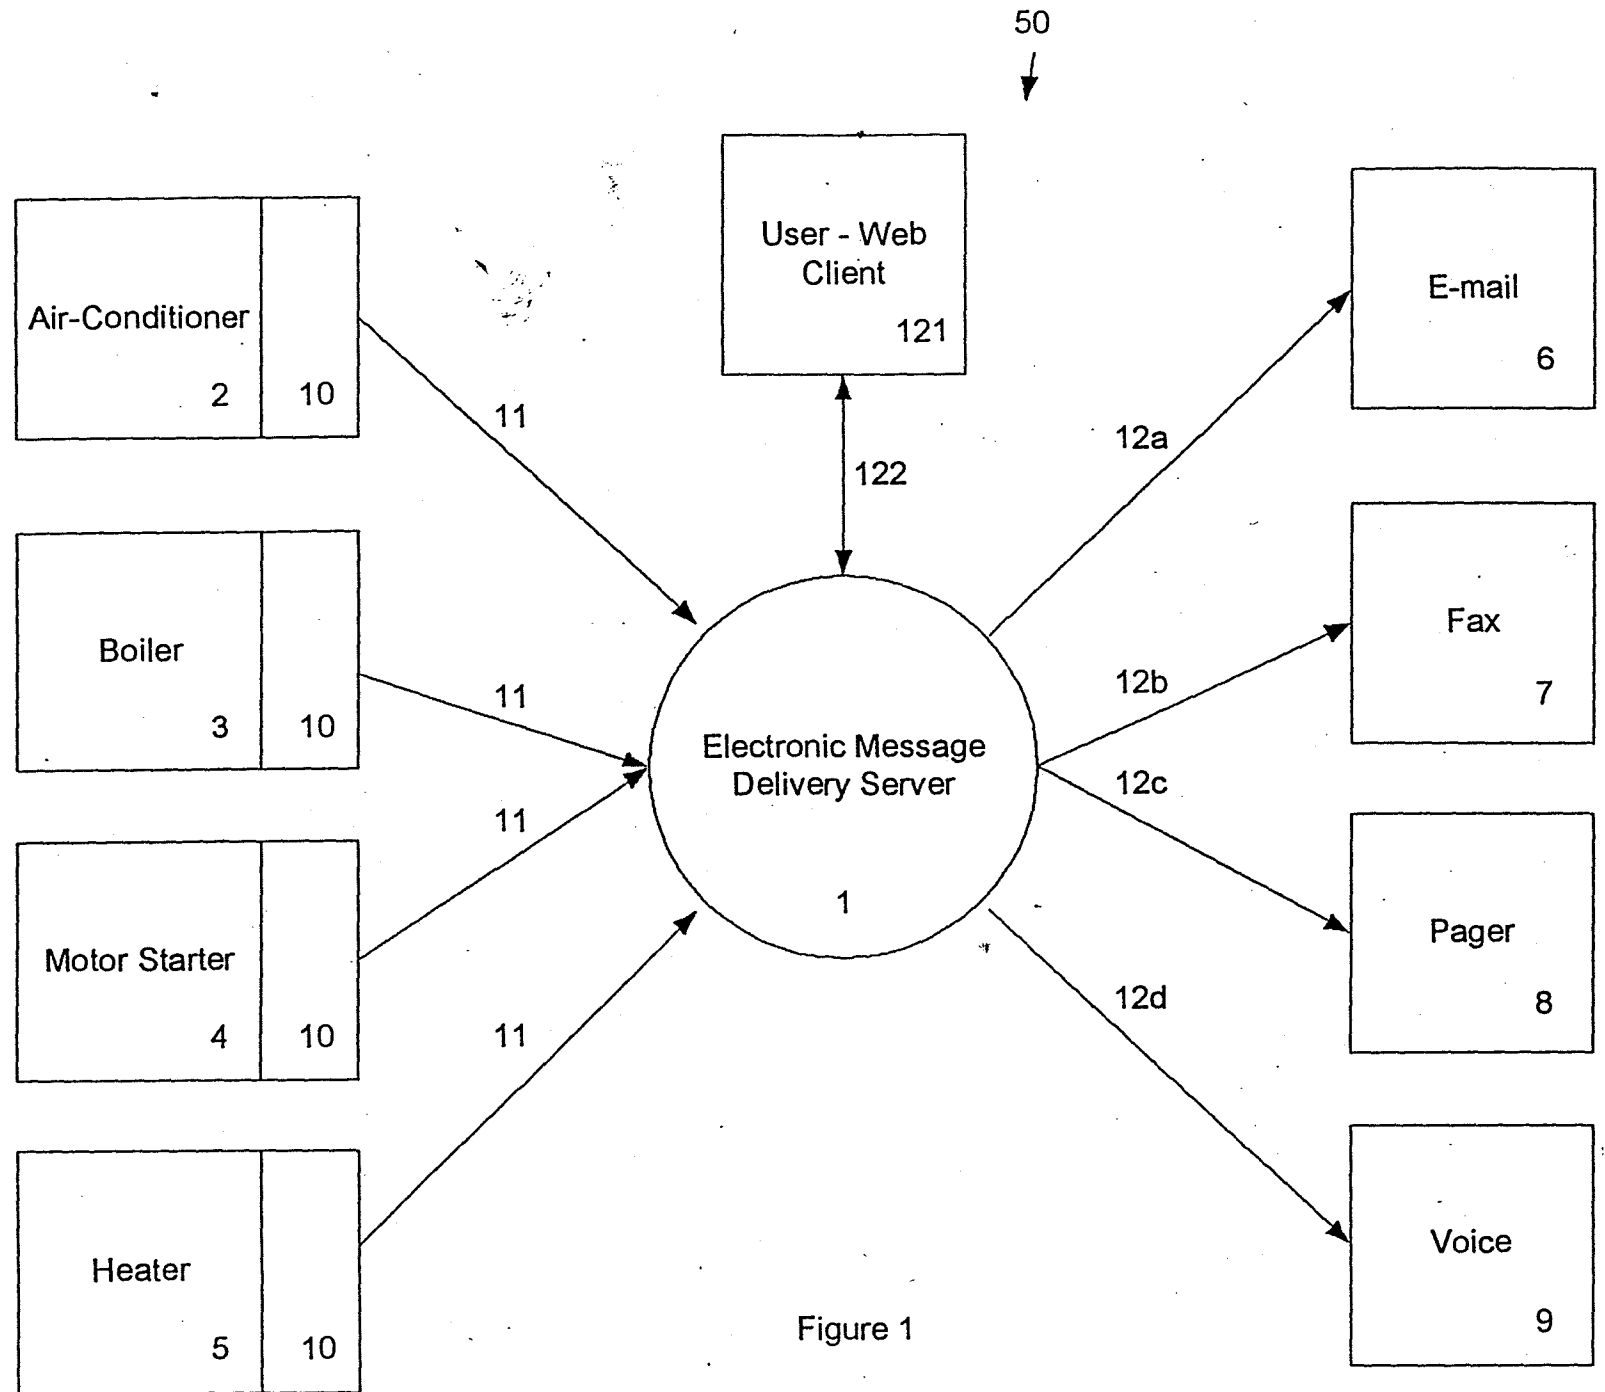 50
User - Web
Client
121
Air-Conditioner
2
10
E-mail
6
11
12a
122
Boiler
3
10
Fax
7
11
12b
Electronic Message
Delivery Server
1
12c
11
Motor Starter
4
10
Pager
8
11
12d
Heater
5
10
Voice
9
Figure 1